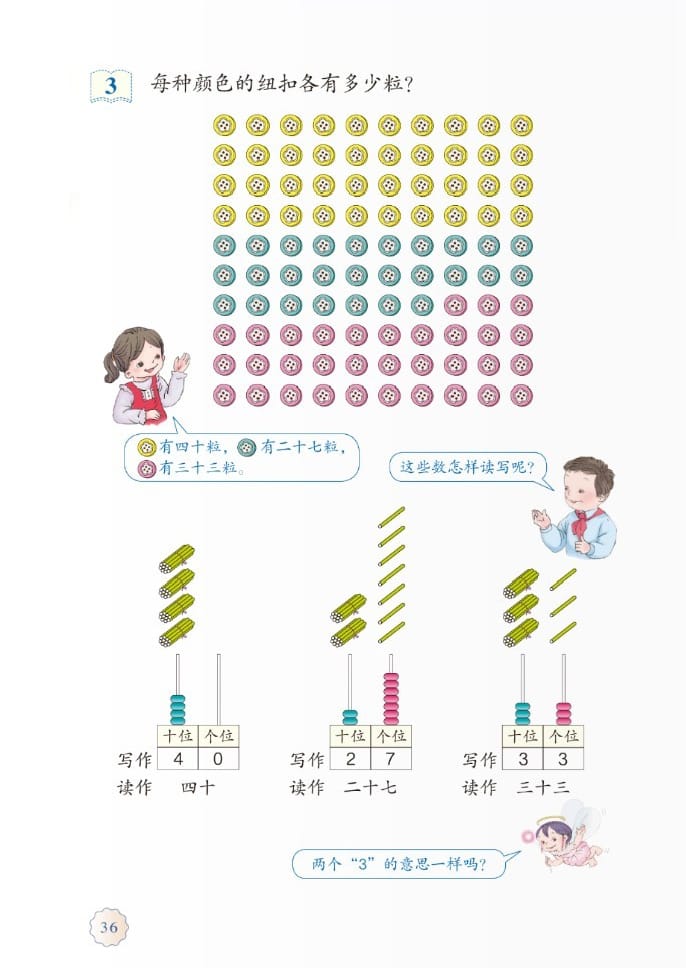 3 每种颜色的纽扣各有多少粒?
有四十粒, 有二十七粒,
有三十三粒。
这些数怎样读写呢?
十位 个位 十位 个位 十位 个位
写作 4 0 写作 2 7 写作 3 3
读作 四十 读作 二十七 读作 三十三
两个“3”的意思一样吗?
36